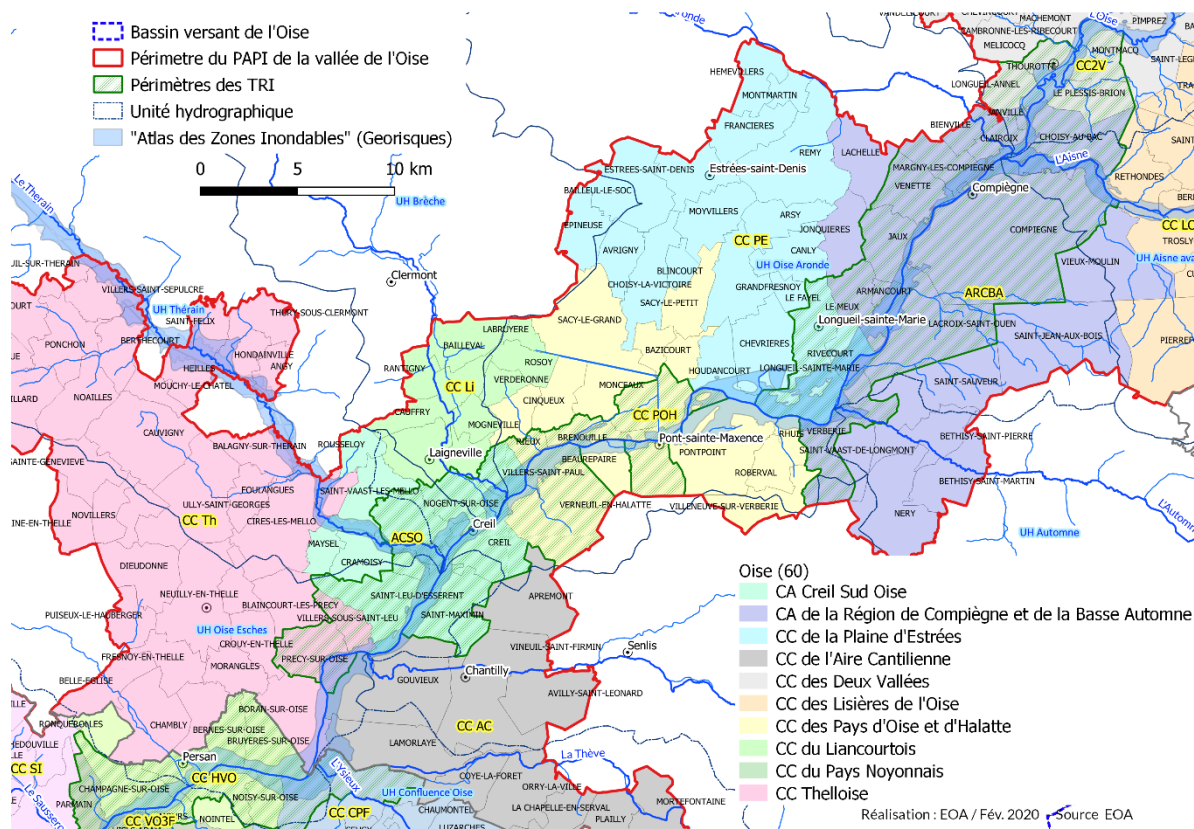 Bassin versant de l'Oise
Périmetre du PAPI de la vallée de l'Oise
Périmètres des TRI
Unité hydrographique
"Atlas des Zones Inondables" (Georisques)
0 5 10 km
L'Oise
PIMPREZ
MACHEMONT
CAMBRONNE-LES-RIBECOURT
MELICOCQ
MONTMACQ
THOUROTTE
CC2V
LONGUEIL-ANNEL
LE PLESSIS-BRION
JANVILLE
BIENVILLE
CLAIROIX
CHOISY-AU-BAC
L'Aisne
HEMEVILLERS
MONTMARTIN
FRANCIERES
REMY
LACHELLE
MARGNY-LES-COMPIEGNE
RETHONDES
ESTREES-SAINT-DENIS
Estrées-saint-Denis
VENETTE
Compiègne
BAILLEUL-LE-SOC
EPINEUSE
MOYVILLERS
ARSY
JONQUIERES
CANLY
JAUX
COMPIEGNE
CC LO
TROSLY
Le Therain
UH Brèche
AVRIGNY
CC PE
UH Oise Aronde
VIEUX-MOULIN
UH Aisne ava
Clermont
BLINCOURT
CHOISY-LA-VICTOIRE
GRANDFRESNOY
ARMANCOURT
ARCBA
VILLERS-SAINT-SEPULCRE
UH Thérain
SAINT-FELIX
THURY-SOUS-CLERMONT
SACY-LE-PETIT
LE FAYEL
LE-MEUX
Longueil-sainte-Marie
LACROIX-SAINT-OUEN
SAINT-JEAN-AUX-BOIS
PIERREF
PONCHON
BERTHECOURT
SACY-LE-GRAND
LABRUYERE
BAILLEVAL
CHEVRIERES
RIVECOURT
HONDAINVILLE
ANGY
HEILLES
MOUCHY-LE-CHATEL
RANTIGNY
ROSOY
BAZICOURT
HOUDANCOURT
LONGUEIL-SAINTE-MARIE
SAINT-SAUVEUR
NOAILLES
CC Li
VERDERONNE
MONCEAUX
CINQUEUX
CAUFFRY
CC POH
CAUVIGNY
MOGNEVILLE
RHUIS
VERBERIE
BETHISY-SAINT-PIERRE
BALAGNY-SUR-THERAIN
ROUSSELOY
RIEUX
BRENOUILLE
Pont-sainte-Maxence
PONTPOINT
SAINT-VAAST-DE-LONGMONT
SAINTE-GENEVIEVE
Laigneville
BEAUREPAIRE
VILLERS-SAINT-PAUL
ROBERVAL
BETHISY-SAINT-MARTIN
FOULANGUES
SAINT-VAAST-LES-MELLO
NOGENT-SUR-OISE
VERNEUIL-EN-HALATTE
VILLENEUVE-SUR-VERBERIE
ULLY-SAINT-GEORGES
NOVILLERS
CIRES-LES-MELLO
CC Th
Creil
NERY
L'Autom
UH Automne
ACSO
CREIL
MAYSEL
CRAMOISY
DIEUDONNE
NEUILLY-EN-THELLE
SAINT-LEU-D'ESSERENT
APREMONT
BLAINCOURT-LES-PRECY
SAINT-MAXIMIN
PUISEUX-LE-HAUBERGER
VILLERS-SOUS-SAINT-LEU
UH Oise Esches
CROUY-EN-THELLE
VINEUIL-SAINT-FIRMIN
Senlis
FRESNOY-EN-THELLE
PRECY-SUR-OISE
MORANGLES
GOUVIEUX
Chantilly
BELLE-EGLISE
AVILLY-SAINT-LEONARD
BORAN-SUR-OISE
RONQUEROLES
CHAMBLY
BERNES-SUR-OISE
CC AC
BRUYERES-SUR-OISE
LAMORLAYE
La Thève
CC SI
Persan
CC HVO
L'Ysieux
COYE-LA-FORET
CHAMPAGNE-SUR-OISE
ORRY-LA-VILLE
MORTEFONTAINE
PARMAIN
NOISY-SUR-OISE
UH Confluence Oise
LA CHAPELLE-EN-SERVAL
CC VO3F
NOINTEL
CC CPF
CHAUMONTEL
LUZARCHES
PLAILLY
Oise (60)
CA Creil Sud Oise
CA de la Région de Compiègne et de la Basse Automne
CC de la Plaine d'Estrées
CC de l'Aire Cantilienne
CC des Deux Vallées
CC des Lisières de l'Oise
CC des Pays d'Oise et d'Halatte
CC du Liancourtois
CC du Pays Noyonnais
CC Thelloise
Réalisation : EOA / Fév. 2020 Source EOA